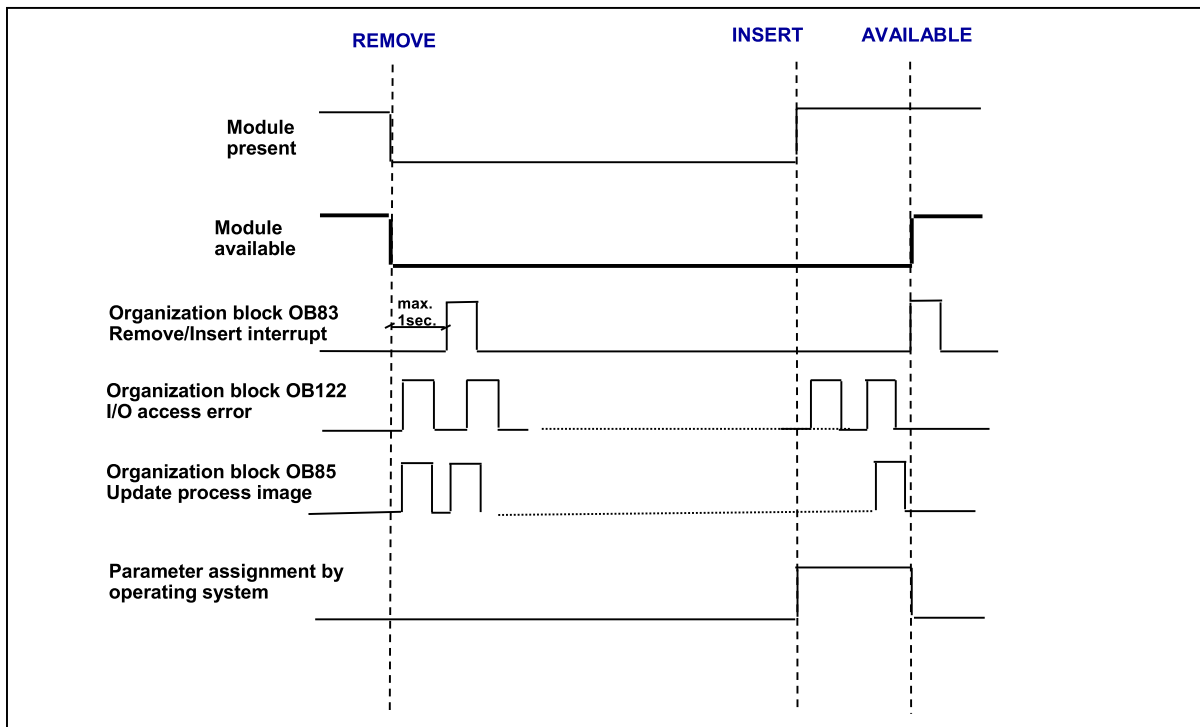 REMOVE
INSERT
AVAILABLE
Module
present
Module
available
Organization block OB83
Remove/Insert interrupt
max.
1sec.
Organization block OB122
I/O access error
Organization block OB85
Update process image
Parameter assignment by
operating system